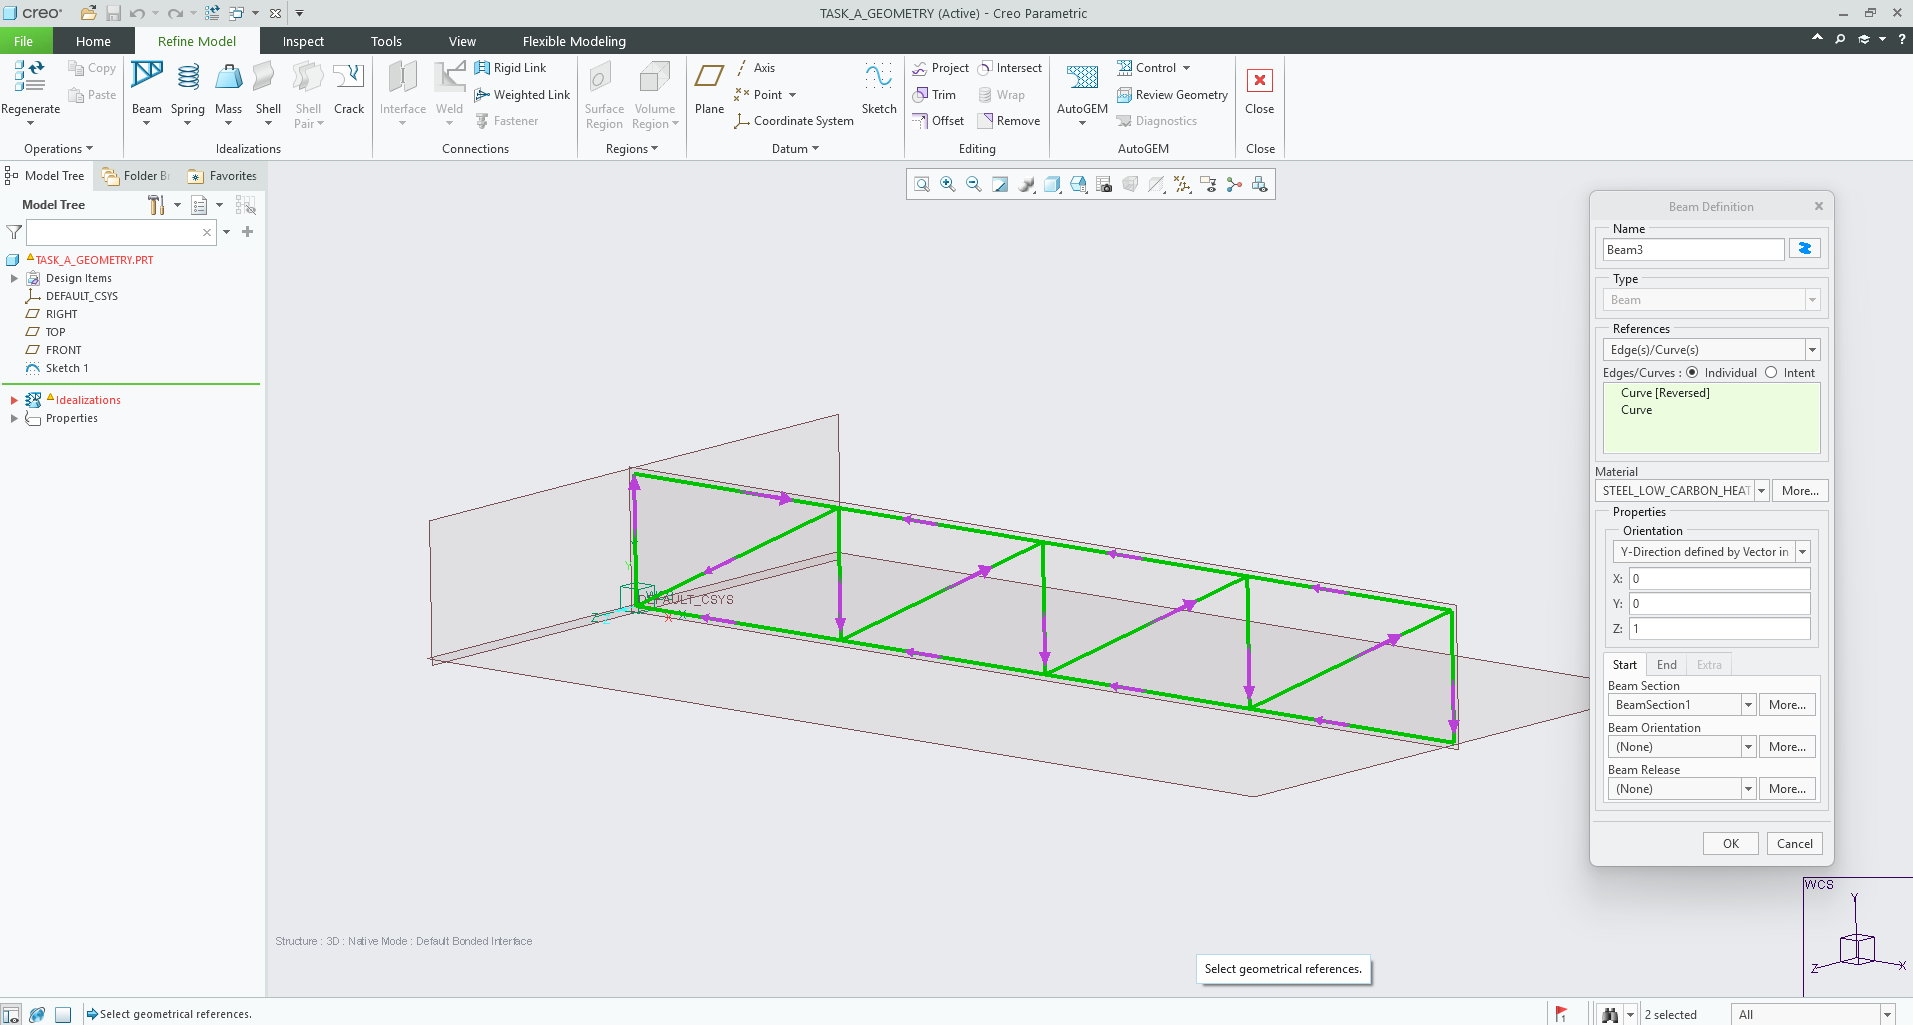 creo
TASK_A_GEOMETRY (Active) - Creo Parametric
File
Home
Refine Model
Inspect
Tools
View
Flexible Modeling
Regenerate
Copy
Paste
Operations
Beam
Spring
Mass
Shell
Shell Pair
Crack
Idealizations
Interface
Weld
Rigid Link
Weighted Link
Fastener
Connections
Surface Region
Volume Region
Regions
Plane
Axis
Point
Coordinate System
Sketch
Datum
Project
Intersect
Trim
Wrap
Offset
Remove
Editing
AutoGEM
Control
Review Geometry
Diagnostics
AutoGEM
Close
Close
Model Tree
Folder Br
Favorites
Model Tree
TASK_A_GEOMETRY.PRT
Design Items
DEFAULT_CSYS
RIGHT
TOP
FRONT
Sketch 1
Idealizations
Properties
Y
DEFAULT_CSYS
Z
X X
Structure : 3D : Native Mode : Default Bonded Interface
Select geometrical references.
Beam Definition
Name
Beam3
Type
Beam
References
Edge(s)/Curve(s)
Edges/Curves : Individual Intent
Curve [Reversed]
Curve
Material
STEEL_LOW_CARBON_HEAT More...
Properties
Orientation
Y-Direction defined by Vector in
X: 0
Y: 0
Z: 1
Start End Extra
Beam Section
BeamSection1 More...
Beam Orientation
(None) More...
Beam Release
(None) More...
OK Cancel
WCS
Y
Z
X
Select geometrical references.
1
2 selected
All